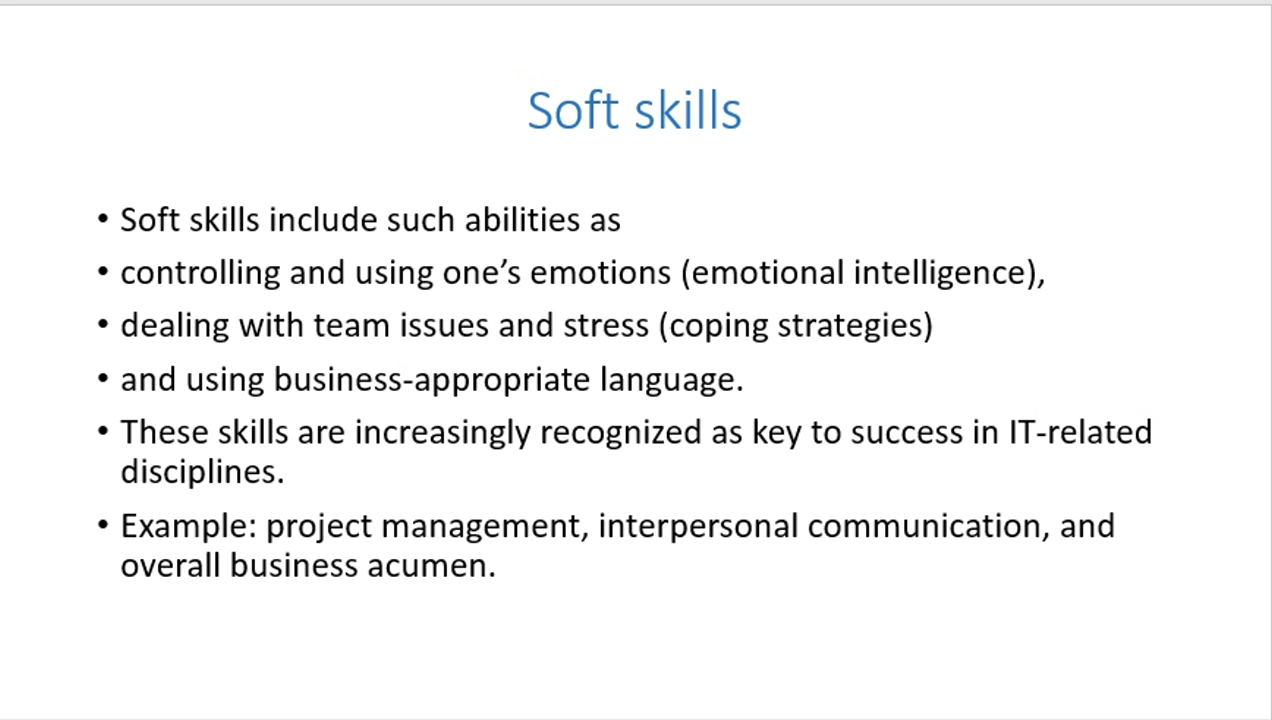 Soft skills
• Soft skills include such abilities as
• controlling and using one’s emotions (emotional intelligence),
• dealing with team issues and stress (coping strategies)
• and using business-appropriate language.
• These skills are increasingly recognized as key to success in IT-related
disciplines.
• Example: project management, interpersonal communication, and
overall business acumen.